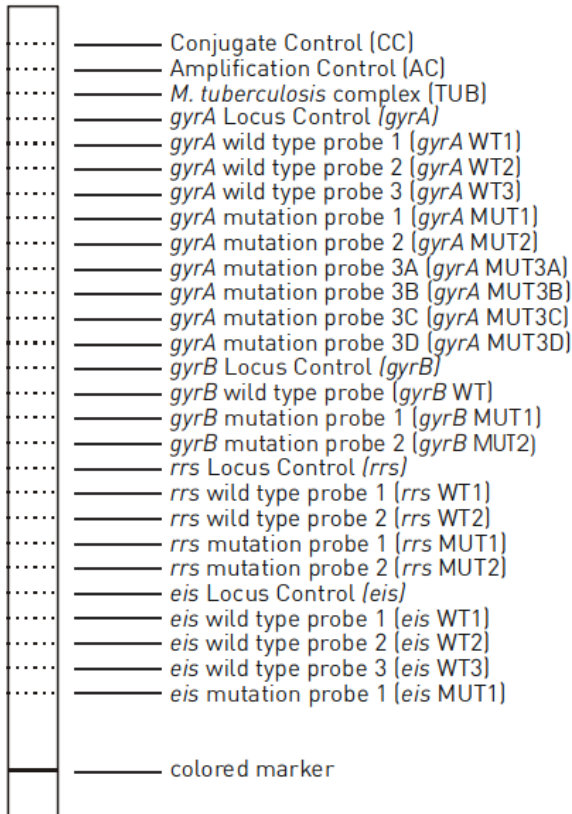 Conjugate Control (CC)
Amplification Control (AC)
M. tuberculosis complex (TUB)
gyrA Locus Control (gyrA)
gyrA wild type probe 1 (gyrA WT1)
gyrA wild type probe 2 (gyrA WT2)
gyrA wild type probe 3 (gyrA WT3)
gyrA mutation probe 1 (gyrA MUT1)
gyrA mutation probe 2 (gyrA MUT2)
gyrA mutation probe 3A (gyrA MUT3A)
gyrA mutation probe 3B (gyrA MUT3B)
gyrA mutation probe 3C (gyrA MUT3C)
gyrA mutation probe 3D (gyrA MUT3D)
gyrB Locus Control (gyrB)
gyrB wild type probe (gyrB WT)
gyrB mutation probe 1 (gyrB MUT1)
gyrB mutation probe 2 (gyrB MUT2)
rrs Locus Control (rrs)
rrs wild type probe 1 (rrs WT1)
rrs wild type probe 2 (rrs WT2)
rrs mutation probe 1 (rrs MUT1)
rrs mutation probe 2 (rrs MUT2)
eis Locus Control (eis)
eis wild type probe 1 (eis WT1)
eis wild type probe 2 (eis WT2)
eis wild type probe 3 (eis WT3)
eis mutation probe 1 (eis MUT1)
colored marker